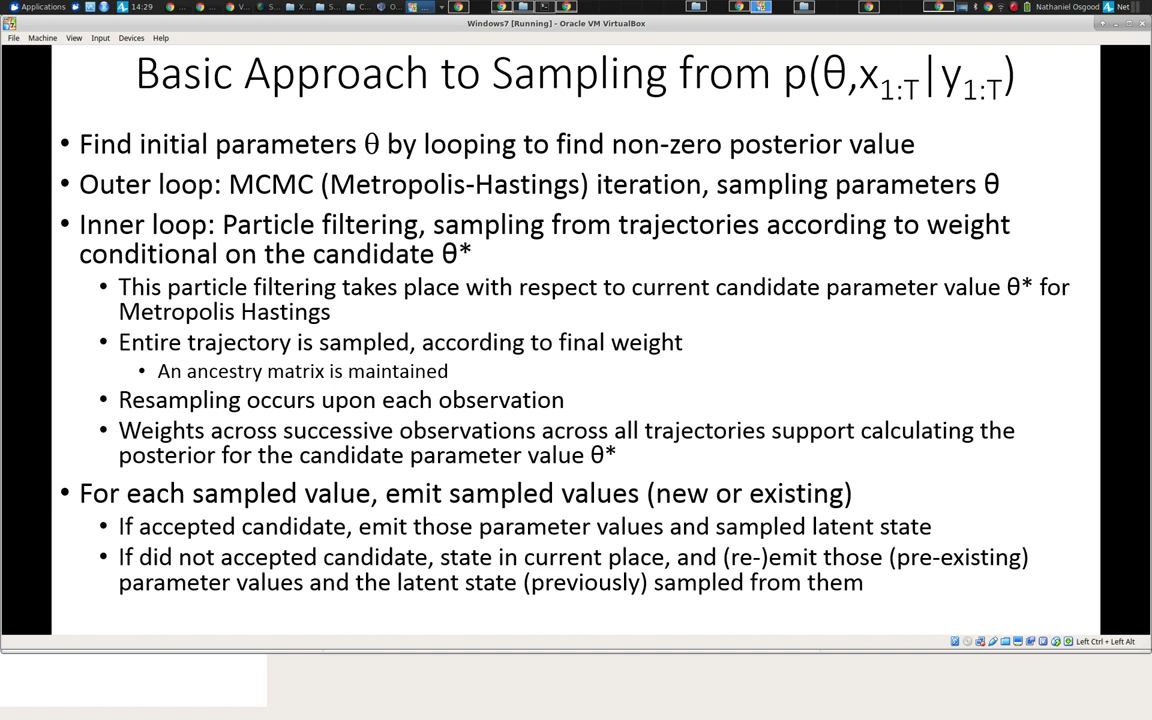 Applications 14:29 Nathaniel Osgood Net
Windows7 [Running] - Oracle VM VirtualBox
File Machine View Input Devices Help
Basic Approach to Sampling from p(θ,x1:T|y1:T)
• Find initial parameters θ by looping to find non-zero posterior value
• Outer loop: MCMC (Metropolis-Hastings) iteration, sampling parameters θ
• Inner loop: Particle filtering, sampling from trajectories according to weight
conditional on the candidate θ*
• This particle filtering takes place with respect to current candidate parameter value θ* for
Metropolis Hastings
• Entire trajectory is sampled, according to final weight
• An ancestry matrix is maintained
• Resampling occurs upon each observation
• Weights across successive observations across all trajectories support calculating the
posterior for the candidate parameter value θ*
• For each sampled value, emit sampled values (new or existing)
• If accepted candidate, emit those parameter values and sampled latent state
• If did not accepted candidate, state in current place, and (re-)emit those (pre-existing)
parameter values and the latent state (previously) sampled from them
Left Ctrl + Left Alt